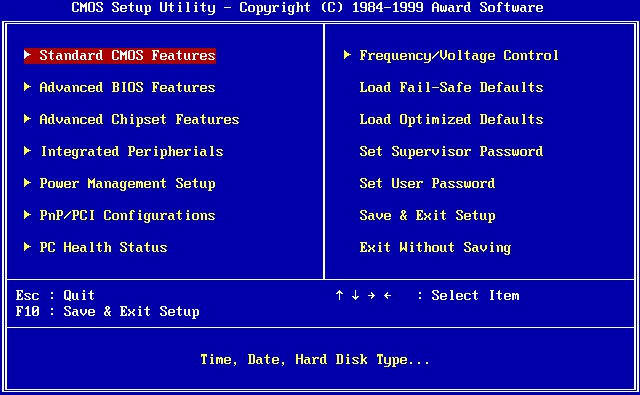 CMOS Setup Utility - Copyright (C) 1984-1999 Award Software
Standard CMOS Features
Advanced BIOS Features
Advanced Chipset Features
Integrated Peripherials
Power Management Setup
PnP/PCI Configurations
PC Health Status
Frequency/Voltage Control
Load Fail-Safe Defaults
Load Optimized Defaults
Set Supervisor Password
Set User Password
Save & Exit Setup
Exit Without Saving
Esc : Quit
F10 : Save & Exit Setup
↑ ↓ → ← : Select Item
Time, Date, Hard Disk Type...